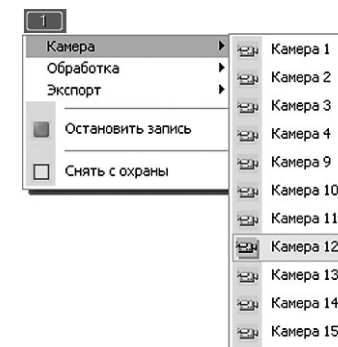 1
Камера
Обработка
Экспорт
Остановить запись
Снять с охраны
Камера 1
Камера 2
Камера 3
Камера 4
Камера 9
Камера 10
Камера 11
Камера 12
Камера 13
Камера 14
Камера 15